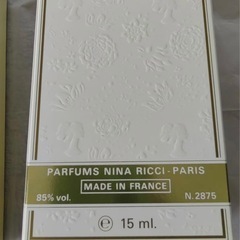 PARFUMS NINA RICCI - PARIS
MADE IN FRANCE
85% vol. N.2875
℮ 15 ml.